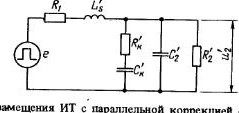 R₁
L's
R'к
C'к
C'₂
R'₂
u'₂
e
замещения ИТ с параллельной коррекцией